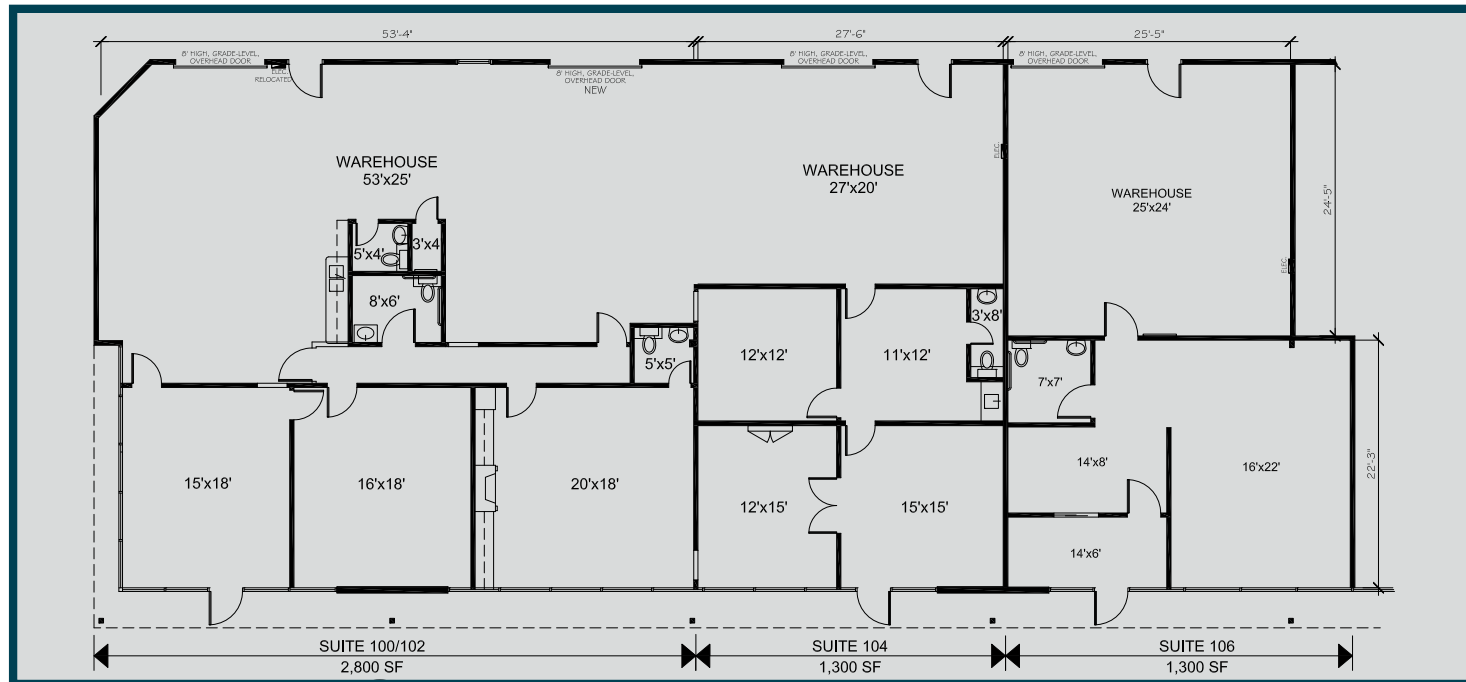 53'-4"
27'-6"
25'-5"
8' HIGH, GRADE-LEVEL,
OVERHEAD DOOR
ELEC.
RELOCATED
8' HIGH, GRADE-LEVEL,
OVERHEAD DOOR
NEW
8' HIGH, GRADE-LEVEL,
OVERHEAD DOOR
8' HIGH, GRADE-LEVEL,
OVERHEAD DOOR
WAREHOUSE
53'x25'
WAREHOUSE
27'x20'
WAREHOUSE
25'x24'
ELEC.
ELEC.
24'-5"
5'x4'
3'x4
8'x6'
5'x5'
12'x12'
11'x12'
3'x8'
7'x7'
15'x18'
16'x18'
20'x18'
12'x15'
15'x15'
14'x8'
16'x22'
14'x6'
22'-3"
SUITE 100/102
2,800 SF
SUITE 104
1,300 SF
SUITE 106
1,300 SF